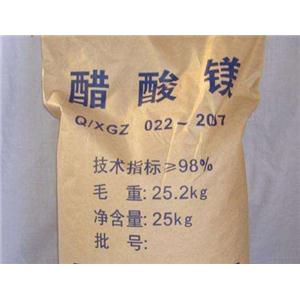 醋酸镁
Q/XGZ 022-207
技术指标≥98%
毛 重:25.2kg
净含量:25kg
批 号: